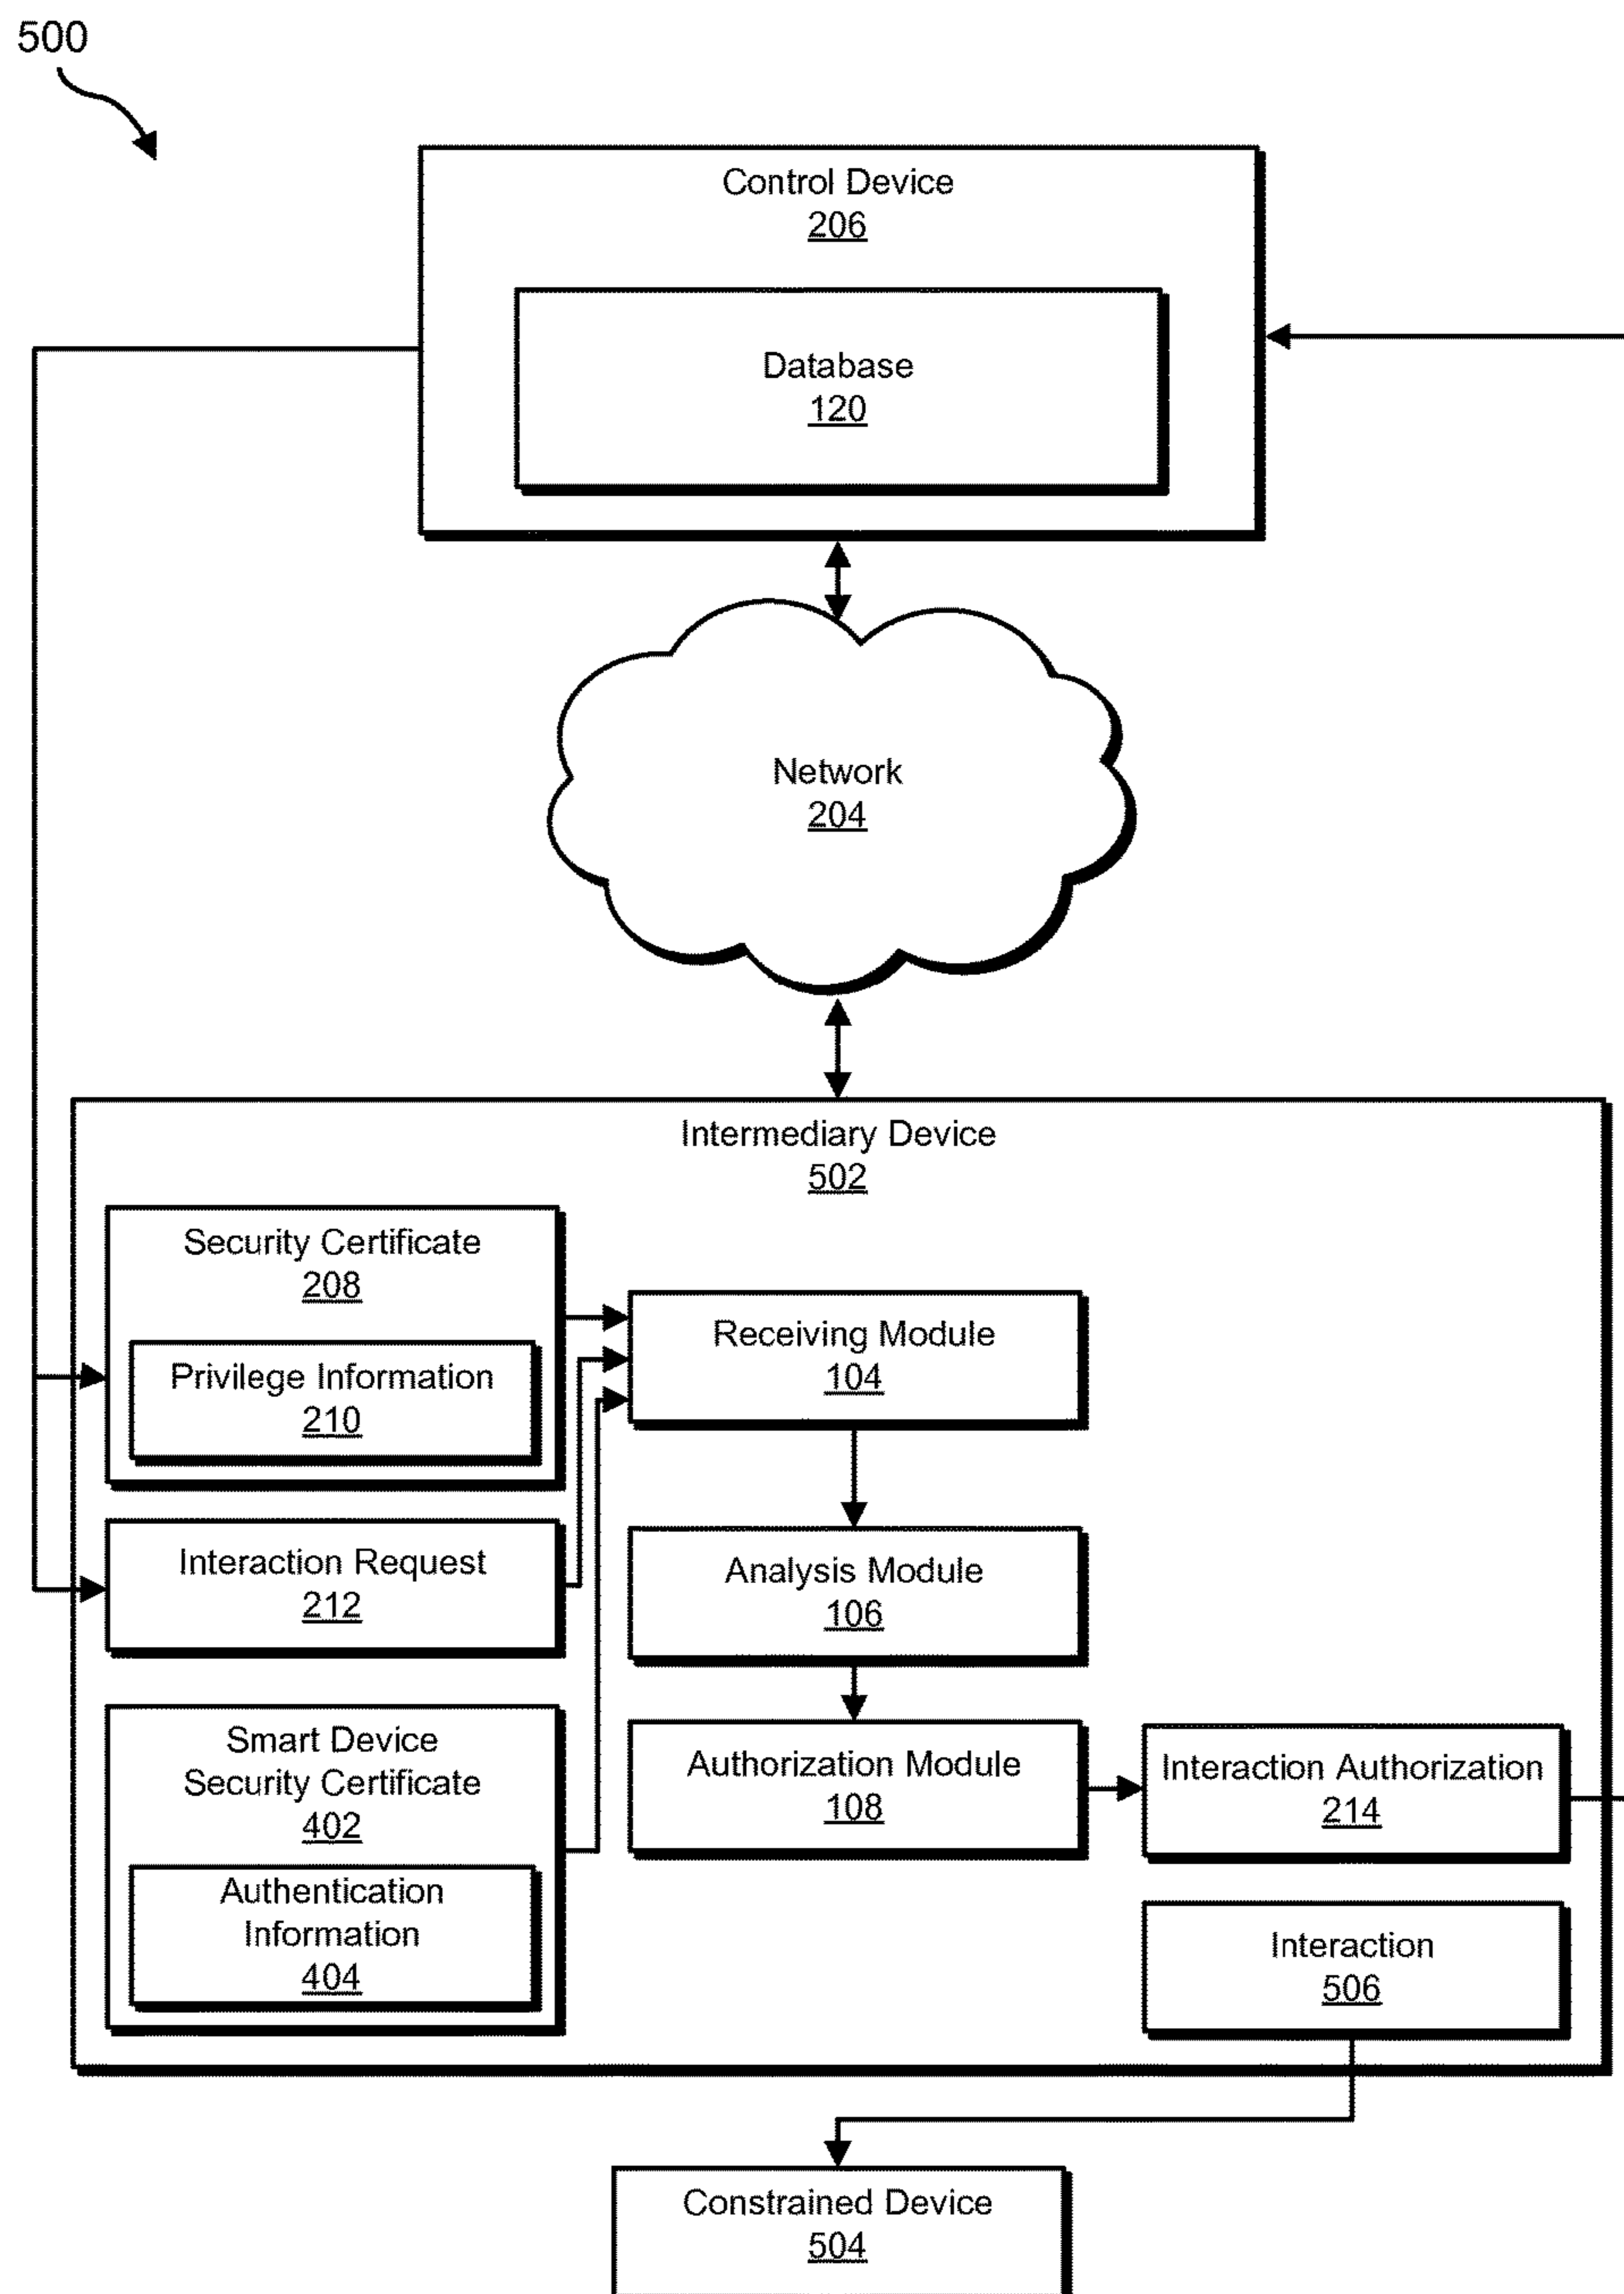 500
Control Device
206
Database
120
Network
204
Intermediary Device
502
Security Certificate
208
Privilege Information
210
Interaction Request
212
Smart Device
Security Certificate
402
Authentication
Information
404
Receiving Module
104
Analysis Module
106
Authorization Module
108
Interaction Authorization
214
Interaction
506
Constrained Device
504